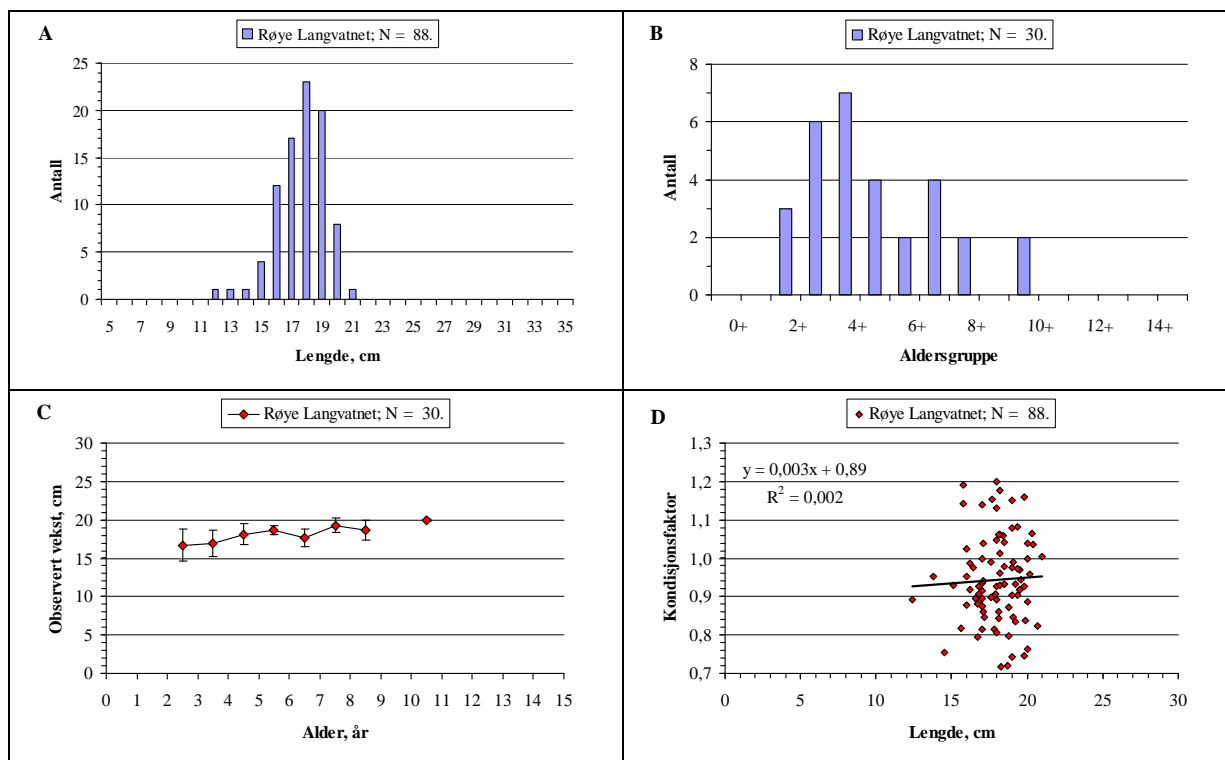 A
Røye Langvatnet; N = 88.
25
20
15
10
5
0
Antall
5 7 9 11 13 15 17 19 21 23 25 27 29 31 33 35
Lengde, cm
B
Røye Langvatnet; N = 30.
8
6
4
2
0
Antall
0+ 2+ 4+ 6+ 8+ 10+ 12+ 14+
Aldersgruppe
C
Røye Langvatnet; N = 30.
30
25
20
15
10
5
0
Observert vekst, cm
0 1 2 3 4 5 6 7 8 9 10 11 12 13 14 15
Alder, år
D
Røye Langvatnet; N = 88.
y = 0,003x + 0,89
R² = 0,002
1,3
1,2
1,1
1,0
0,9
0,8
0,7
Kondisjonsfaktor
0 5 10 15 20 25 30
Lengde, cm